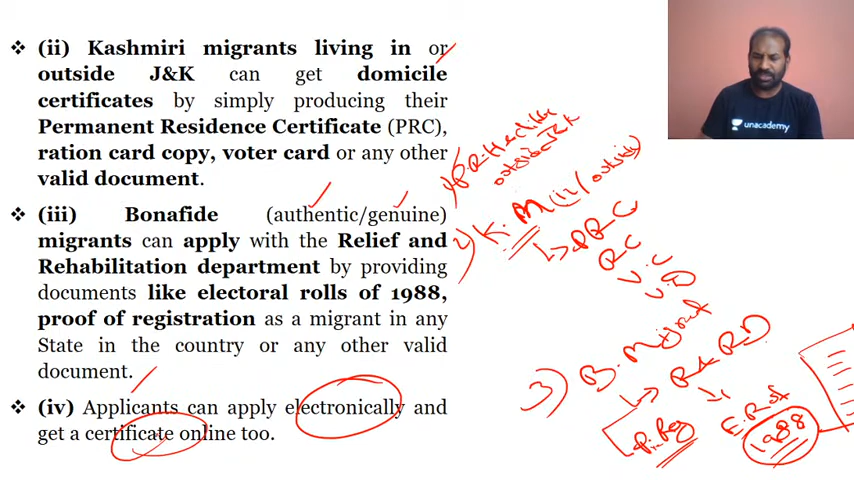 ❖ (ii) Kashmiri migrants living in or
outside J&K can get domicile
certificates by simply producing their
Permanent Residence Certificate (PRC),
ration card copy, voter card or any other
valid document.
❖ (iii) Bonafide (authentic/genuine)
migrants can apply with the Relief and
Rehabilitation department by providing
documents like electoral rolls of 1988,
proof of registration as a migrant in any
State in the country or any other valid
document.
❖ (iv) Applicants can apply electronically and
get a certificate online too.
unacademy
outside J&K
2) K. M (in/outside)
PRC
RC
V.C
V.D
3) B. Migrant
R & RD
1988